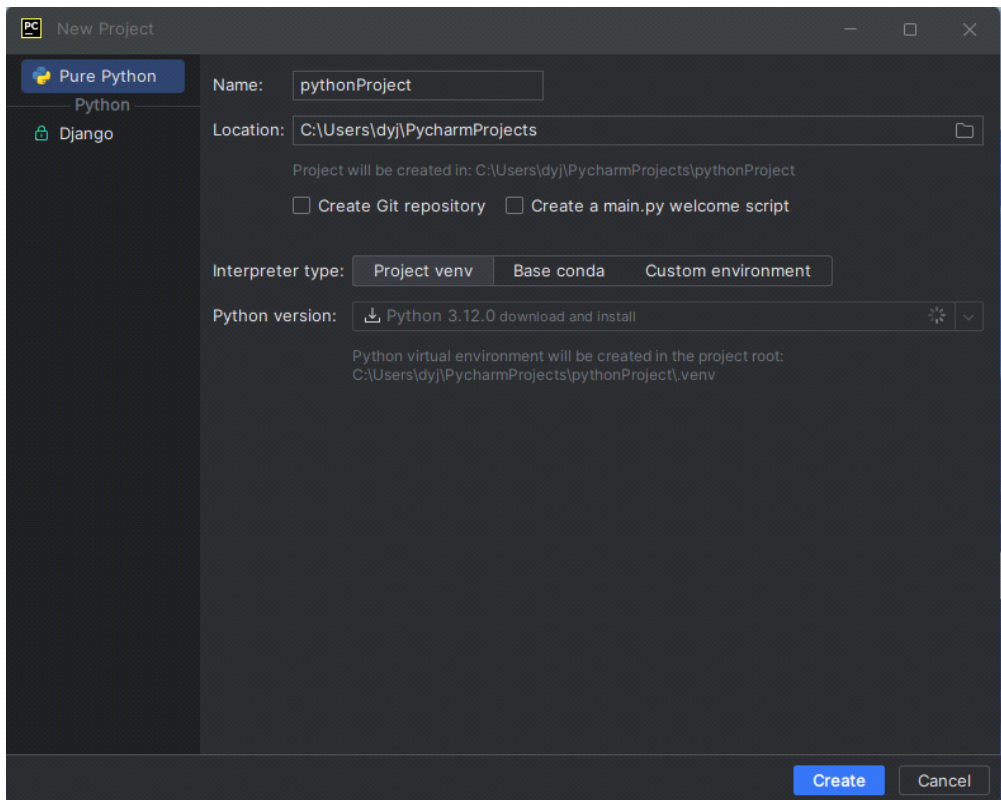 PC New Project
Pure Python
Python
Django
Name: pythonProject
Location: C:\Users\dyj\PycharmProjects
Project will be created in: C:\Users\dyj\PycharmProjects\pythonProject
Create Git repository Create a main.py welcome script
Interpreter type: Project venv Base conda Custom environment
Python version: Python 3.12.0 download and install
Python virtual environment will be created in the project root:
C:\Users\dyj\PycharmProjects\pythonProject\.venv
Create Cancel